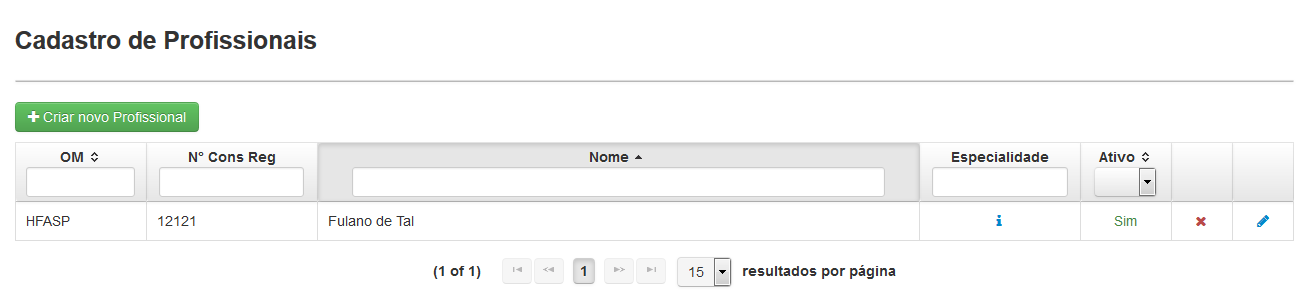 Cadastro de Profissionais
Criar novo Profissional
OM N° Cons Reg Nome Especialidade Ativo
HFASP 12121 Fulano de Tal Sim
(1 of 1) 1 15 resultados por página